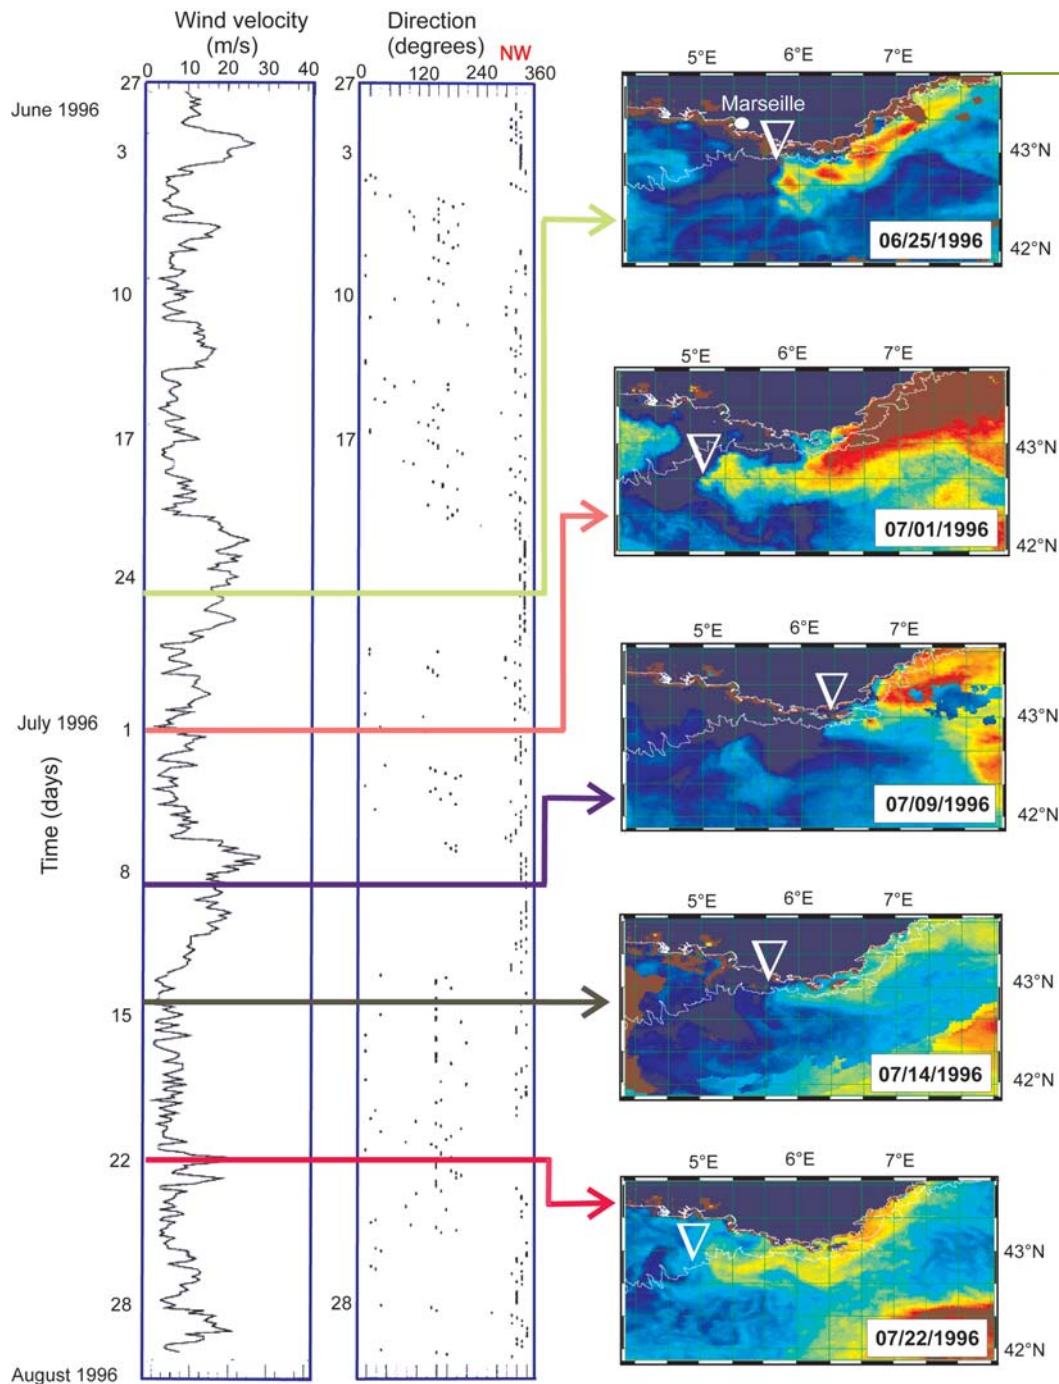 Wind velocity
(m/s)
0 10 20 30 40
Direction
(degrees)
NW
0 120 240 360
27
27
June 1996
3
3
10
10
17
17
24
July 1996
1
Time (days)
8
15
22
28
28
August 1996
5°E 6°E 7°E
Marseille
43°N
06/25/1996
42°N
5°E 6°E 7°E
43°N
07/01/1996
42°N
5°E 6°E 7°E
43°N
07/09/1996
42°N
5°E 6°E 7°E
43°N
07/14/1996
42°N
5°E 6°E 7°E
43°N
07/22/1996
42°N